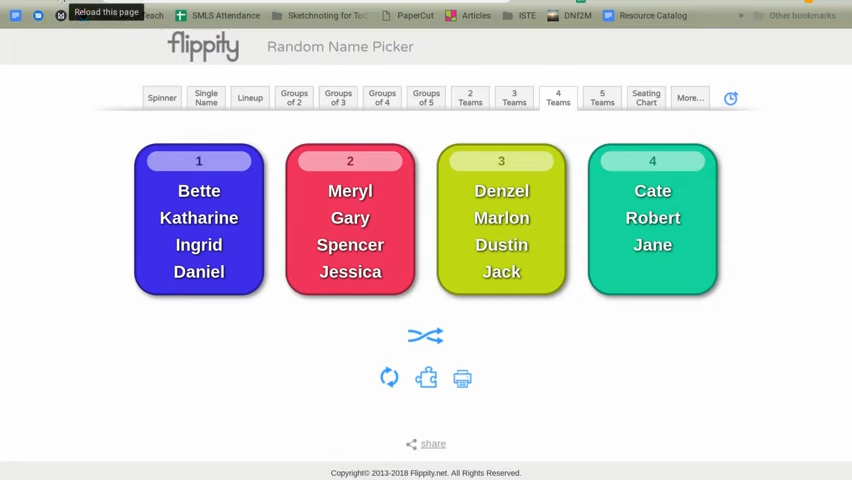 Reload this page
Teach
SMLS Attendance
Sketchnoting for Tod
PaperCut
Articles
ISTE
DNf2M
Resource Catalog
»
Other bookmarks
flippity
Random Name Picker
Spinner
Single
Name
Lineup
Groups
of 2
Groups
of 3
Groups
of 4
Groups
of 5
2
Teams
3
Teams
4
Teams
5
Teams
Seating
Chart
More...
1
Bette
Katharine
Ingrid
Daniel
2
Meryl
Gary
Spencer
Jessica
3
Denzel
Marlon
Dustin
Jack
4
Cate
Robert
Jane
share
Copyright© 2013-2018 Flippity.net. All Rights Reserved.